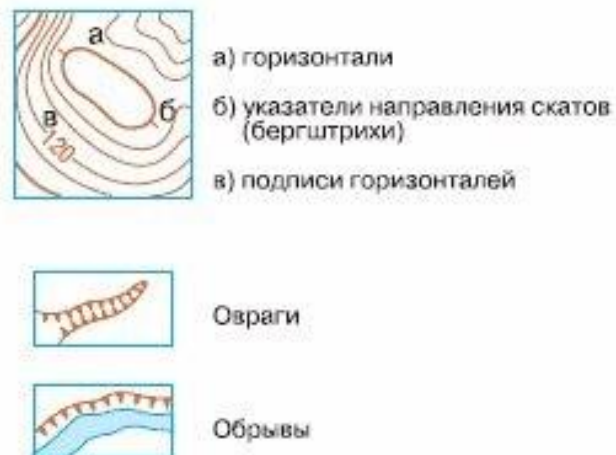 а
а) горизонтали
б
б) указатели направления скатов
(бергштрихи)
в
120
в) подписи горизонталей
Овраги
Обрывы